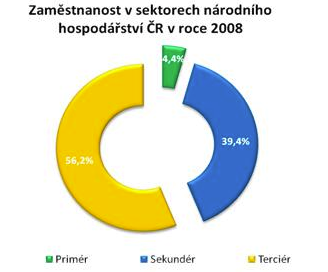 Zaměstnanost v sektorech národního
hospodářství ČR v roce 2008
4,4%
39,4%
56,2%
Primér
Sekundér
Terciér